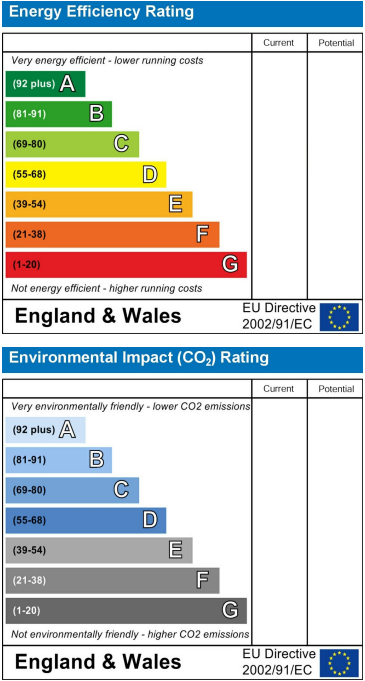 Energy Efficiency Rating
Current Potential
Very energy efficient - lower running costs
(92 plus) A
(81-91) B
(69-80) C
(55-68) D
(39-54) E
(21-38) F
(1-20) G
Not energy efficient - higher running costs
England & Wales
EU Directive
2002/91/EC
Environmental Impact (CO₂) Rating
Current Potential
Very environmentally friendly - lower CO2 emissions
(92 plus) A
(81-91) B
(69-80) C
(55-68) D
(39-54) E
(21-38) F
(1-20) G
Not environmentally friendly - higher CO2 emissions
England & Wales
EU Directive
2002/91/EC